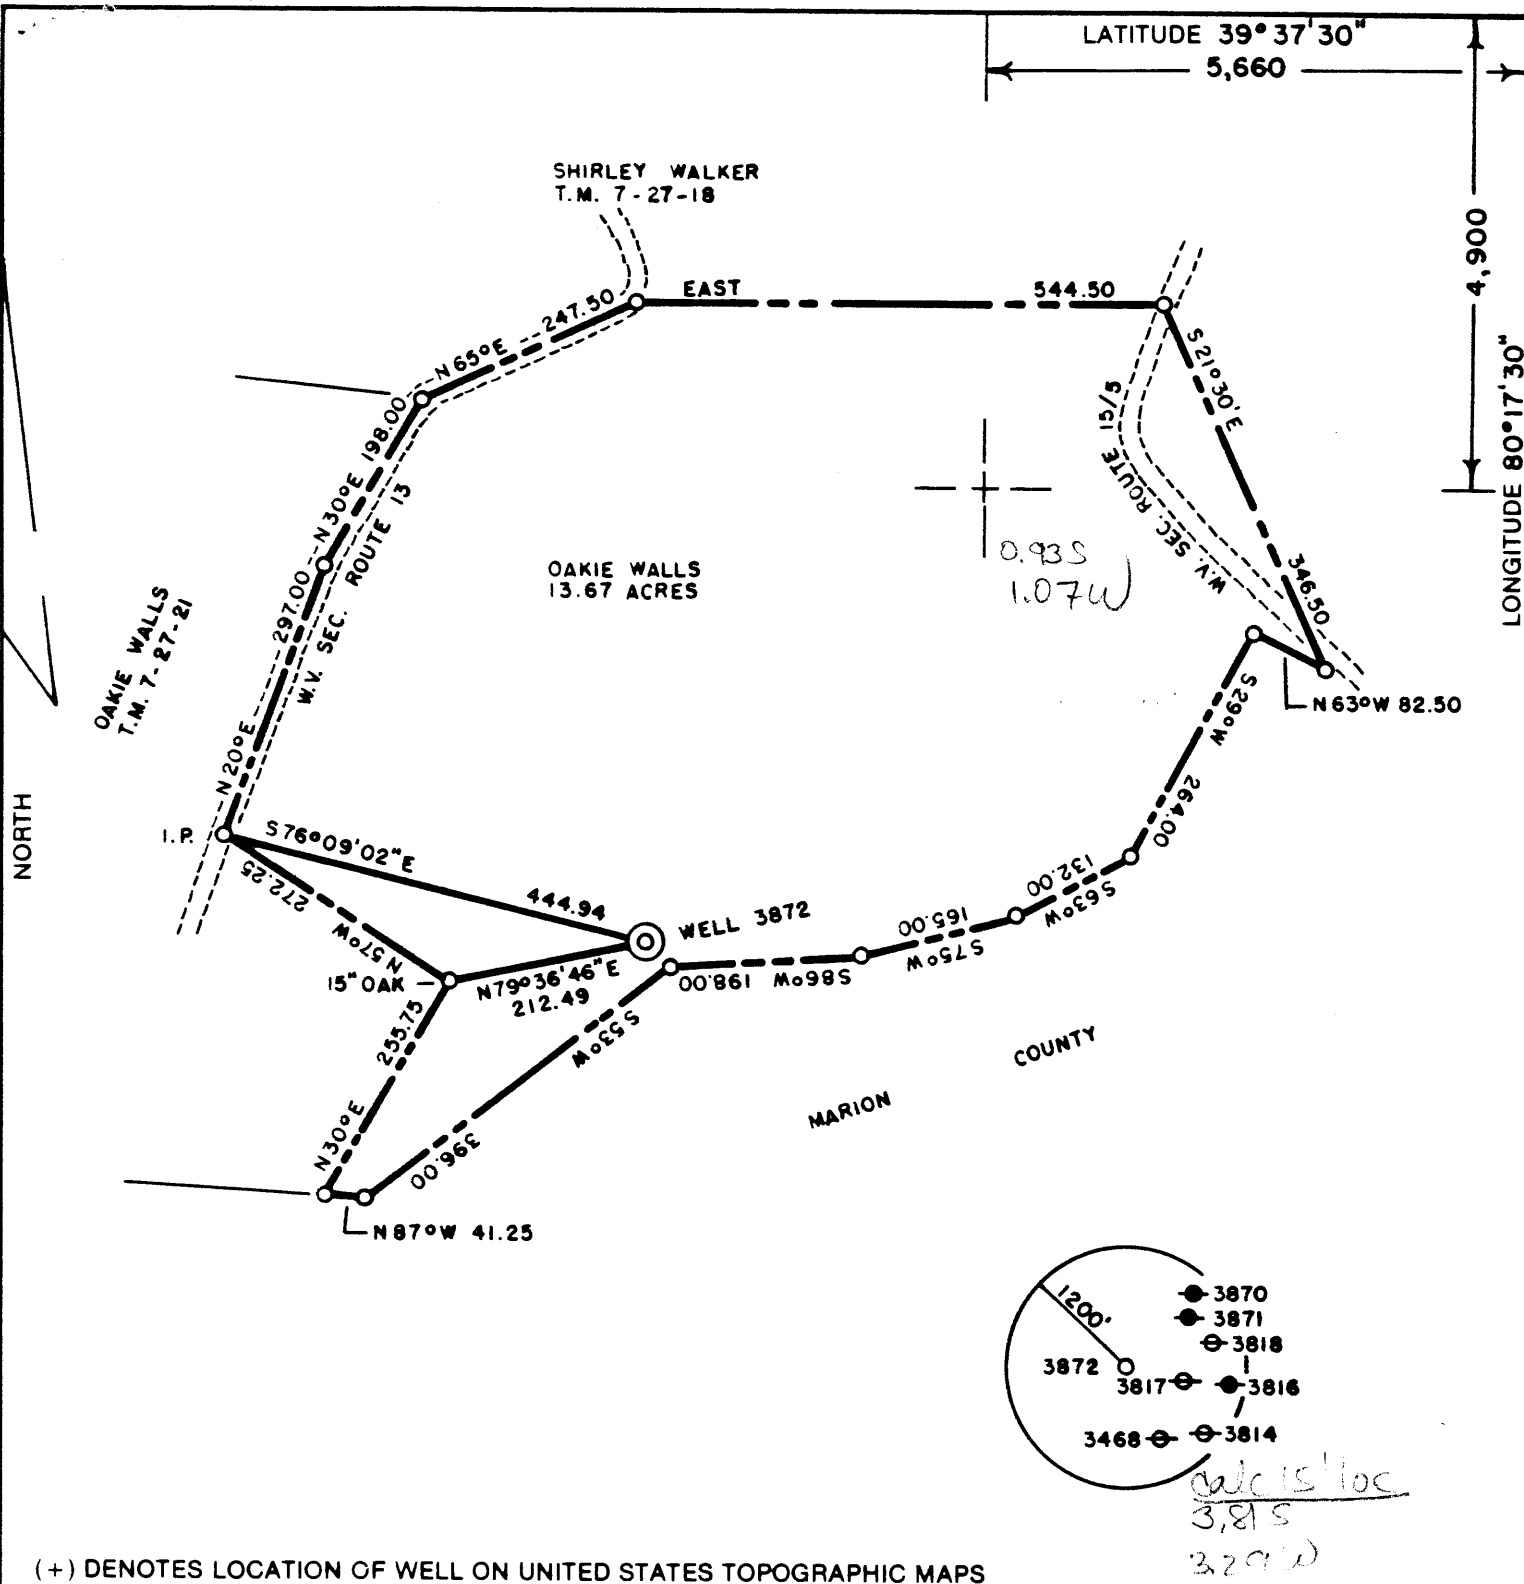 LATITUDE 39°37'30"
5,660
4,900
LONGITUDE 80°17'30"
SHIRLEY WALKER
T.M. 7-27-18
EAST 544.50
N65°E 247.50
N30°E 198.00
N20°E 297.00
W.V. SEC. ROUTE 13
OAKIE WALLS
T.M. 7-27-21
OAKIE WALLS
13.67 ACRES
0.93S
1.07W
W.V. SEC. ROUTE 15/5
S21°30'E 346.50
N63°W 82.50
S29°W 264.00
S63°W 132.00
S75°W 165.00
S86°W 198.00
S53°W 396.00
NORTH
I.P.
S76°09'02"E 444.94
WELL 3872
N57°W 272.25
15" OAK
N79°36'46"E
212.49
N30°E 255.75
N87°W 41.25
MARION COUNTY
1200'
3870
3871
3818
3872
3817
3816
3468
3814
calc 15' loc
3.81 S
3.29 W
(+) DENOTES LOCATION OF WELL ON UNITED STATES TOPOGRAPHIC MAPS